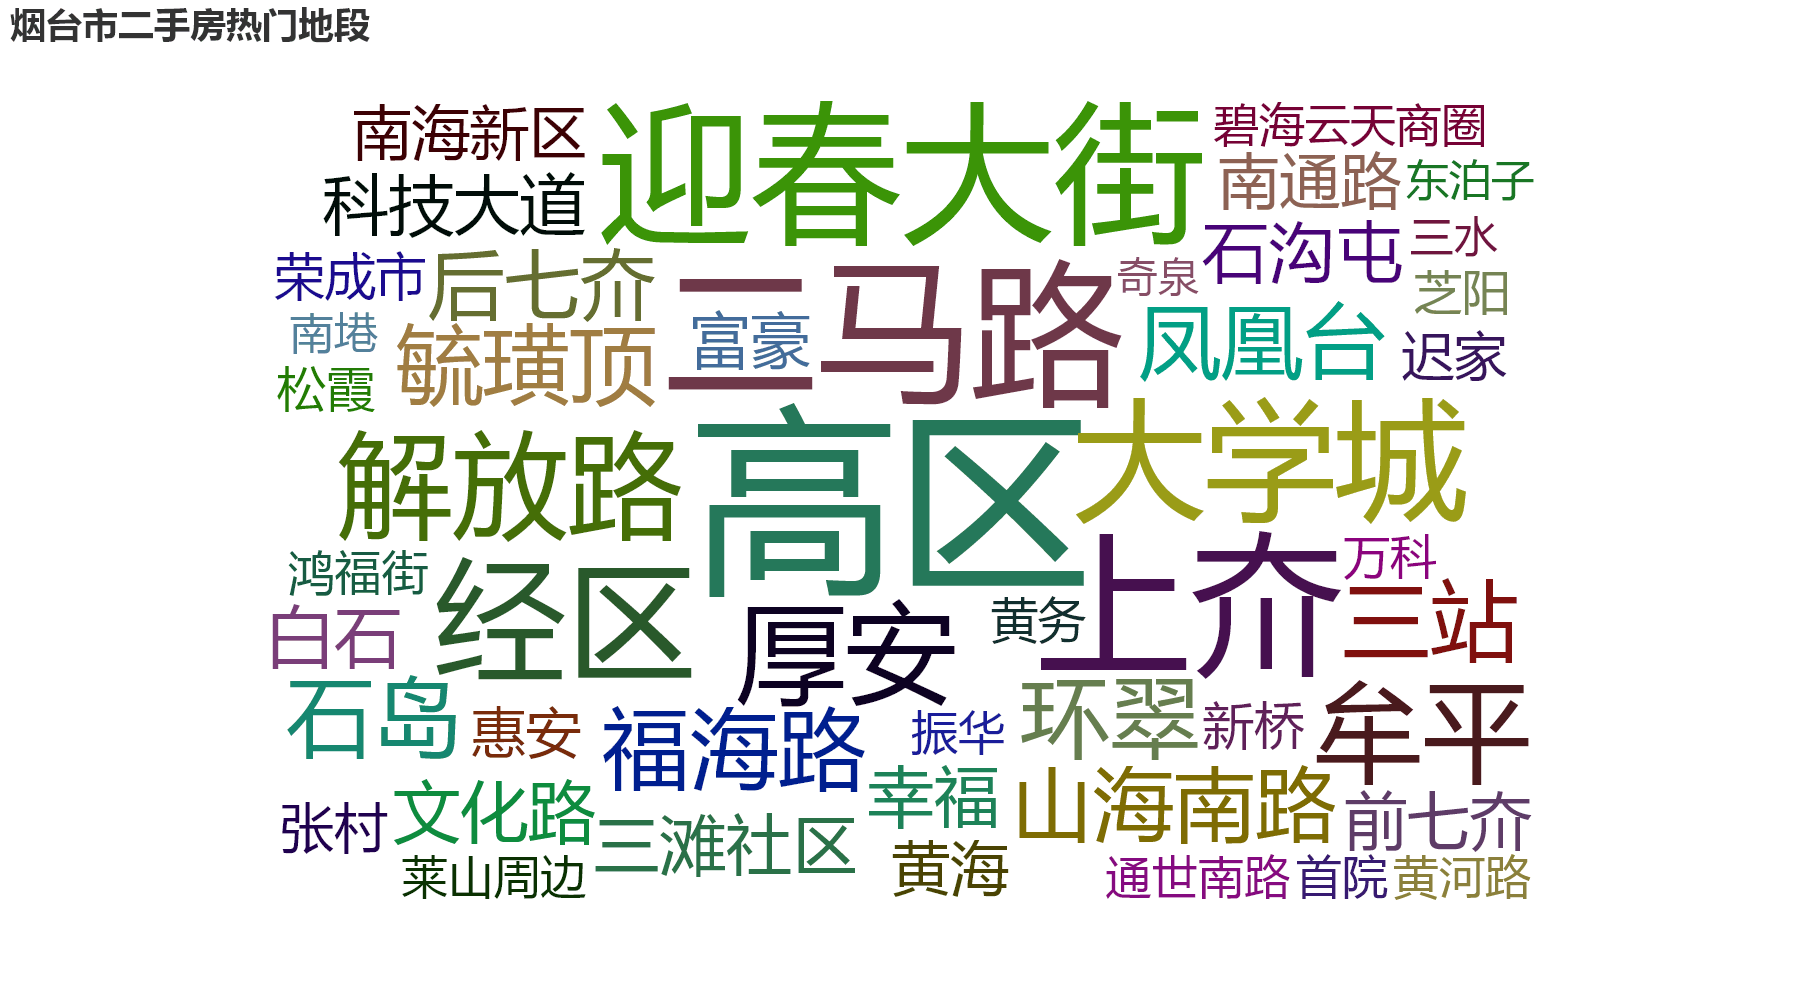 烟台市二手房热门地段
迎春大街
南海新区
碧海云天商圈
科技大道
南通路
东泊子
荣成市
后七夼
二马路
奇泉
石沟屯
三水
芝阳
松霞
毓璜顶
富豪
凤凰台
迟家
解放路
高区
大学城
鸿福街
经区
上夼
万科
白石
厚安
黄务
三站
石岛
惠安
福海路
振华
环翠
新桥
牟平
张村
文化路
三滩社区
幸福
山海南路
前七夼
莱山周边
黄海
通世南路
首院
黄河路